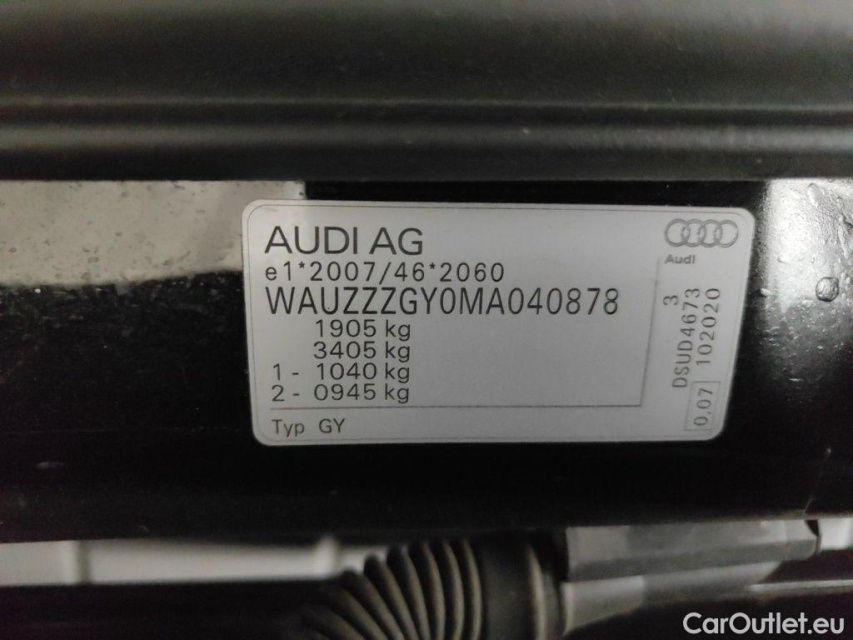 AUDI AG
e1*2007/46*2060
WAUZZZGY0MA040878
1905 kg
3405 kg
1 - 1040 kg
2 - 0945 kg
Typ GY
Audi
DSUD4673 3
0.07 102020
CarOutlet.eu